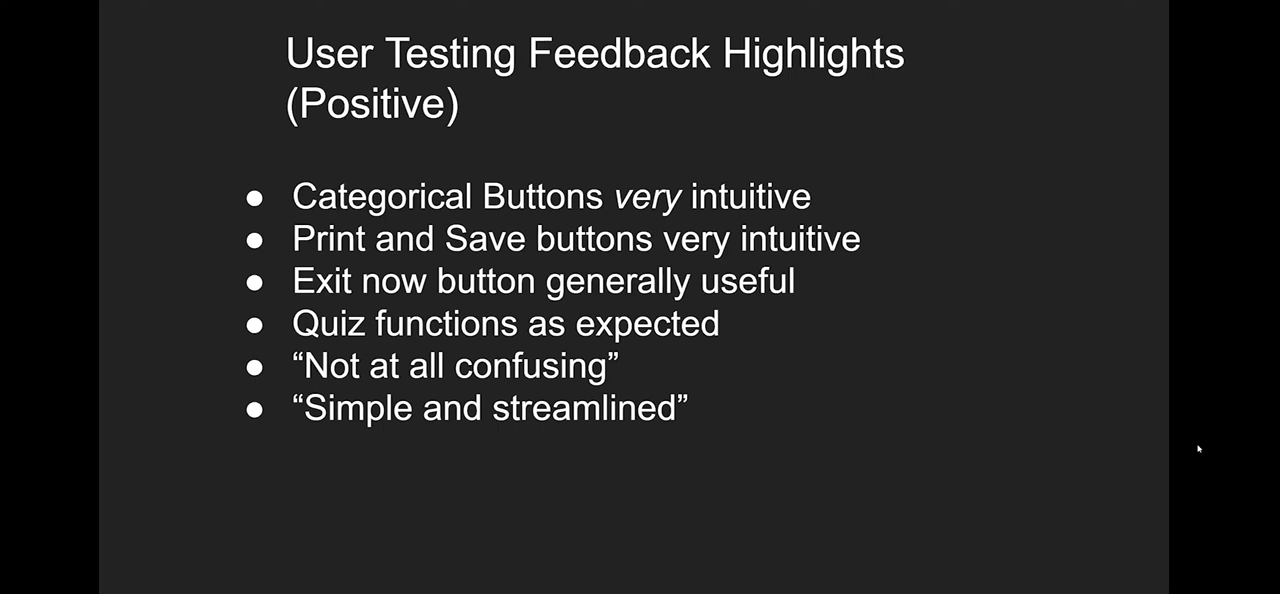 User Testing Feedback Highlights
(Positive)
● Categorical Buttons very intuitive
● Print and Save buttons very intuitive
● Exit now button generally useful
● Quiz functions as expected
● “Not at all confusing”
● “Simple and streamlined”